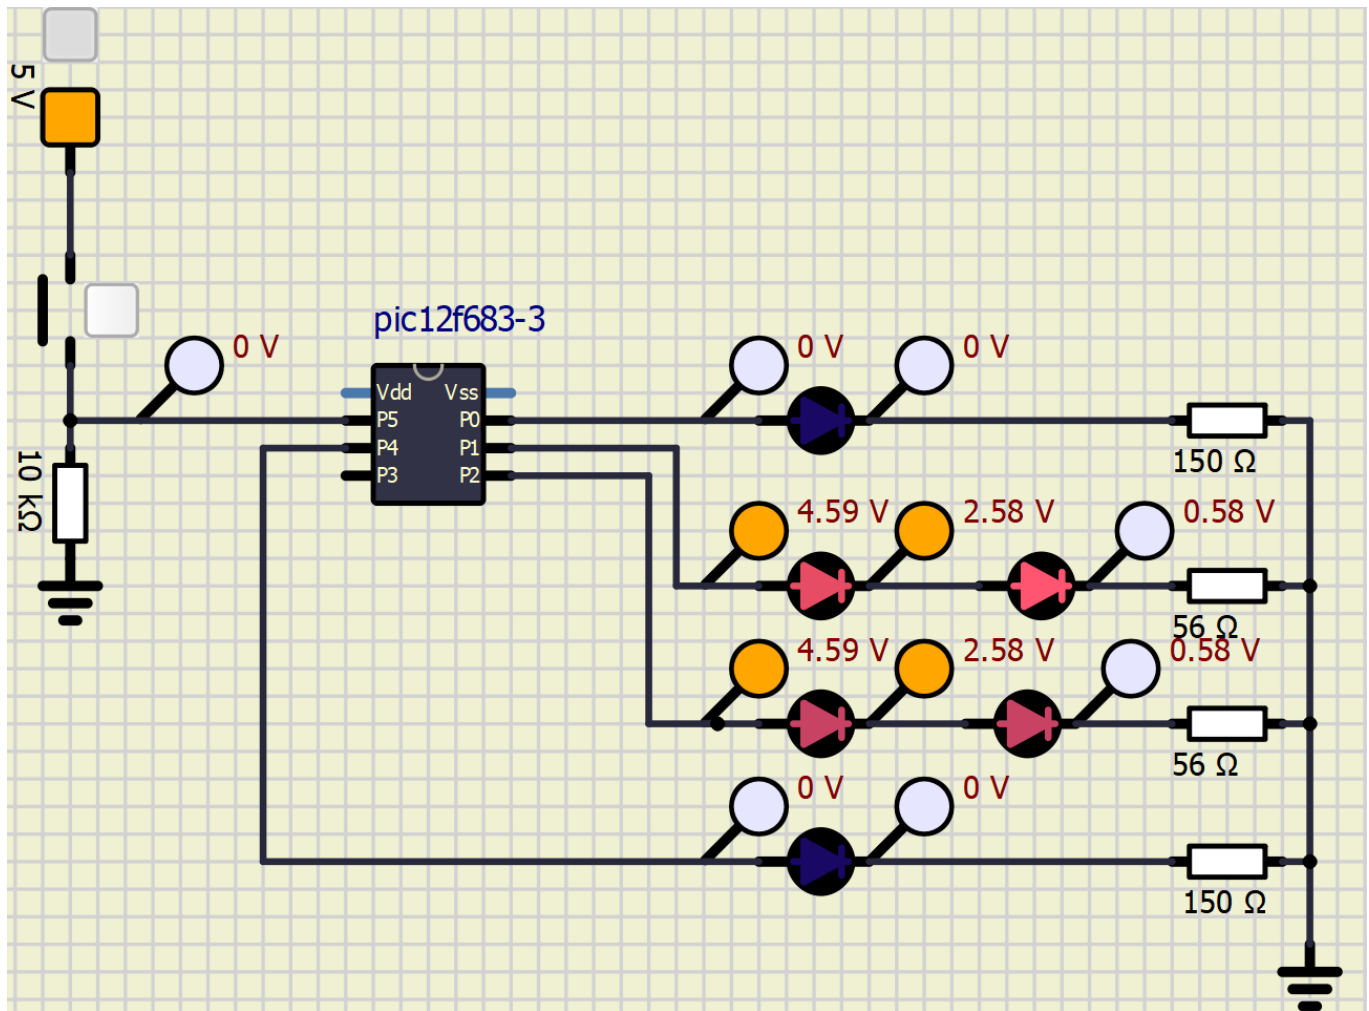 5 V
pic12f683-3
0 V
0 V
0 V
Vdd
Vss
P5
P0
P4
P1
P3
P2
10 kΩ
150 Ω
4.59 V
2.58 V
0.58 V
56 Ω
4.59 V
2.58 V
0.58 V
56 Ω
0 V
0 V
150 Ω